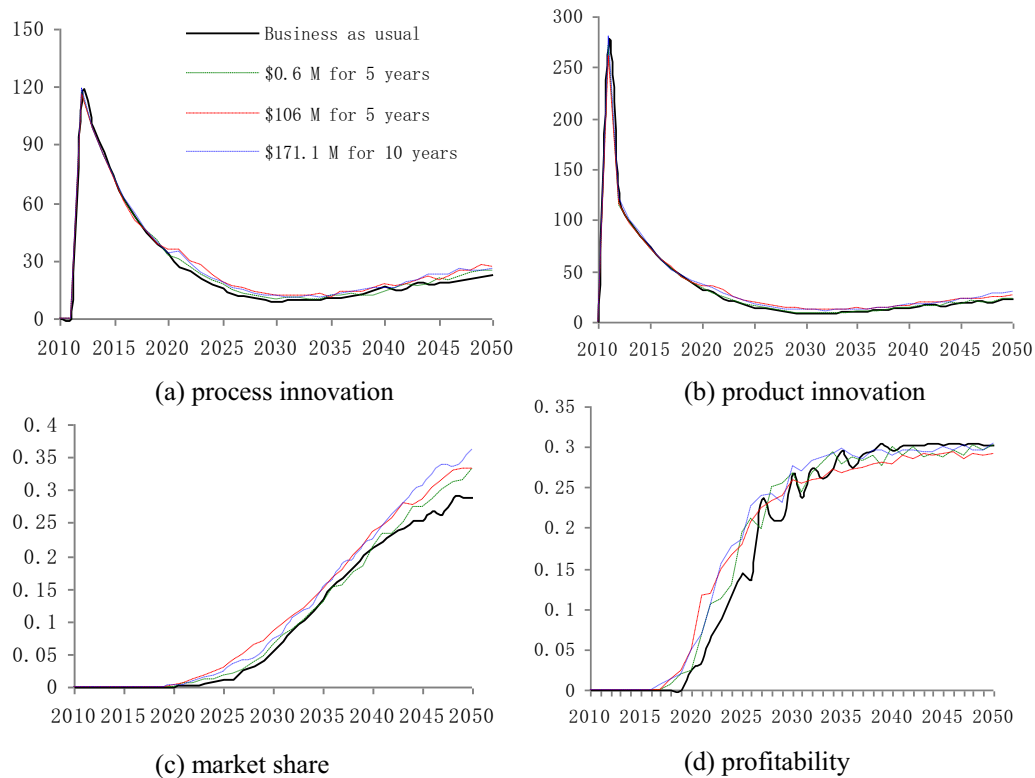 150
120
90
60
30
0
2010 2015 2020 2025 2030 2035 2040 2045 2050
Business as usual
$0.6 M for 5 years
$106 M for 5 years
$171.1 M for 10 years
(a) process innovation
300
250
200
150
100
50
0
2010 2015 2020 2025 2030 2035 2040 2045 2050
(b) product innovation
0.4
0.35
0.3
0.25
0.2
0.15
0.1
0.05
0
2010 2015 2020 2025 2030 2035 2040 2045 2050
(c) market share
0.35
0.3
0.25
0.2
0.15
0.1
0.05
0
2010 2015 2020 2025 2030 2035 2040 2045 2050
(d) profitability